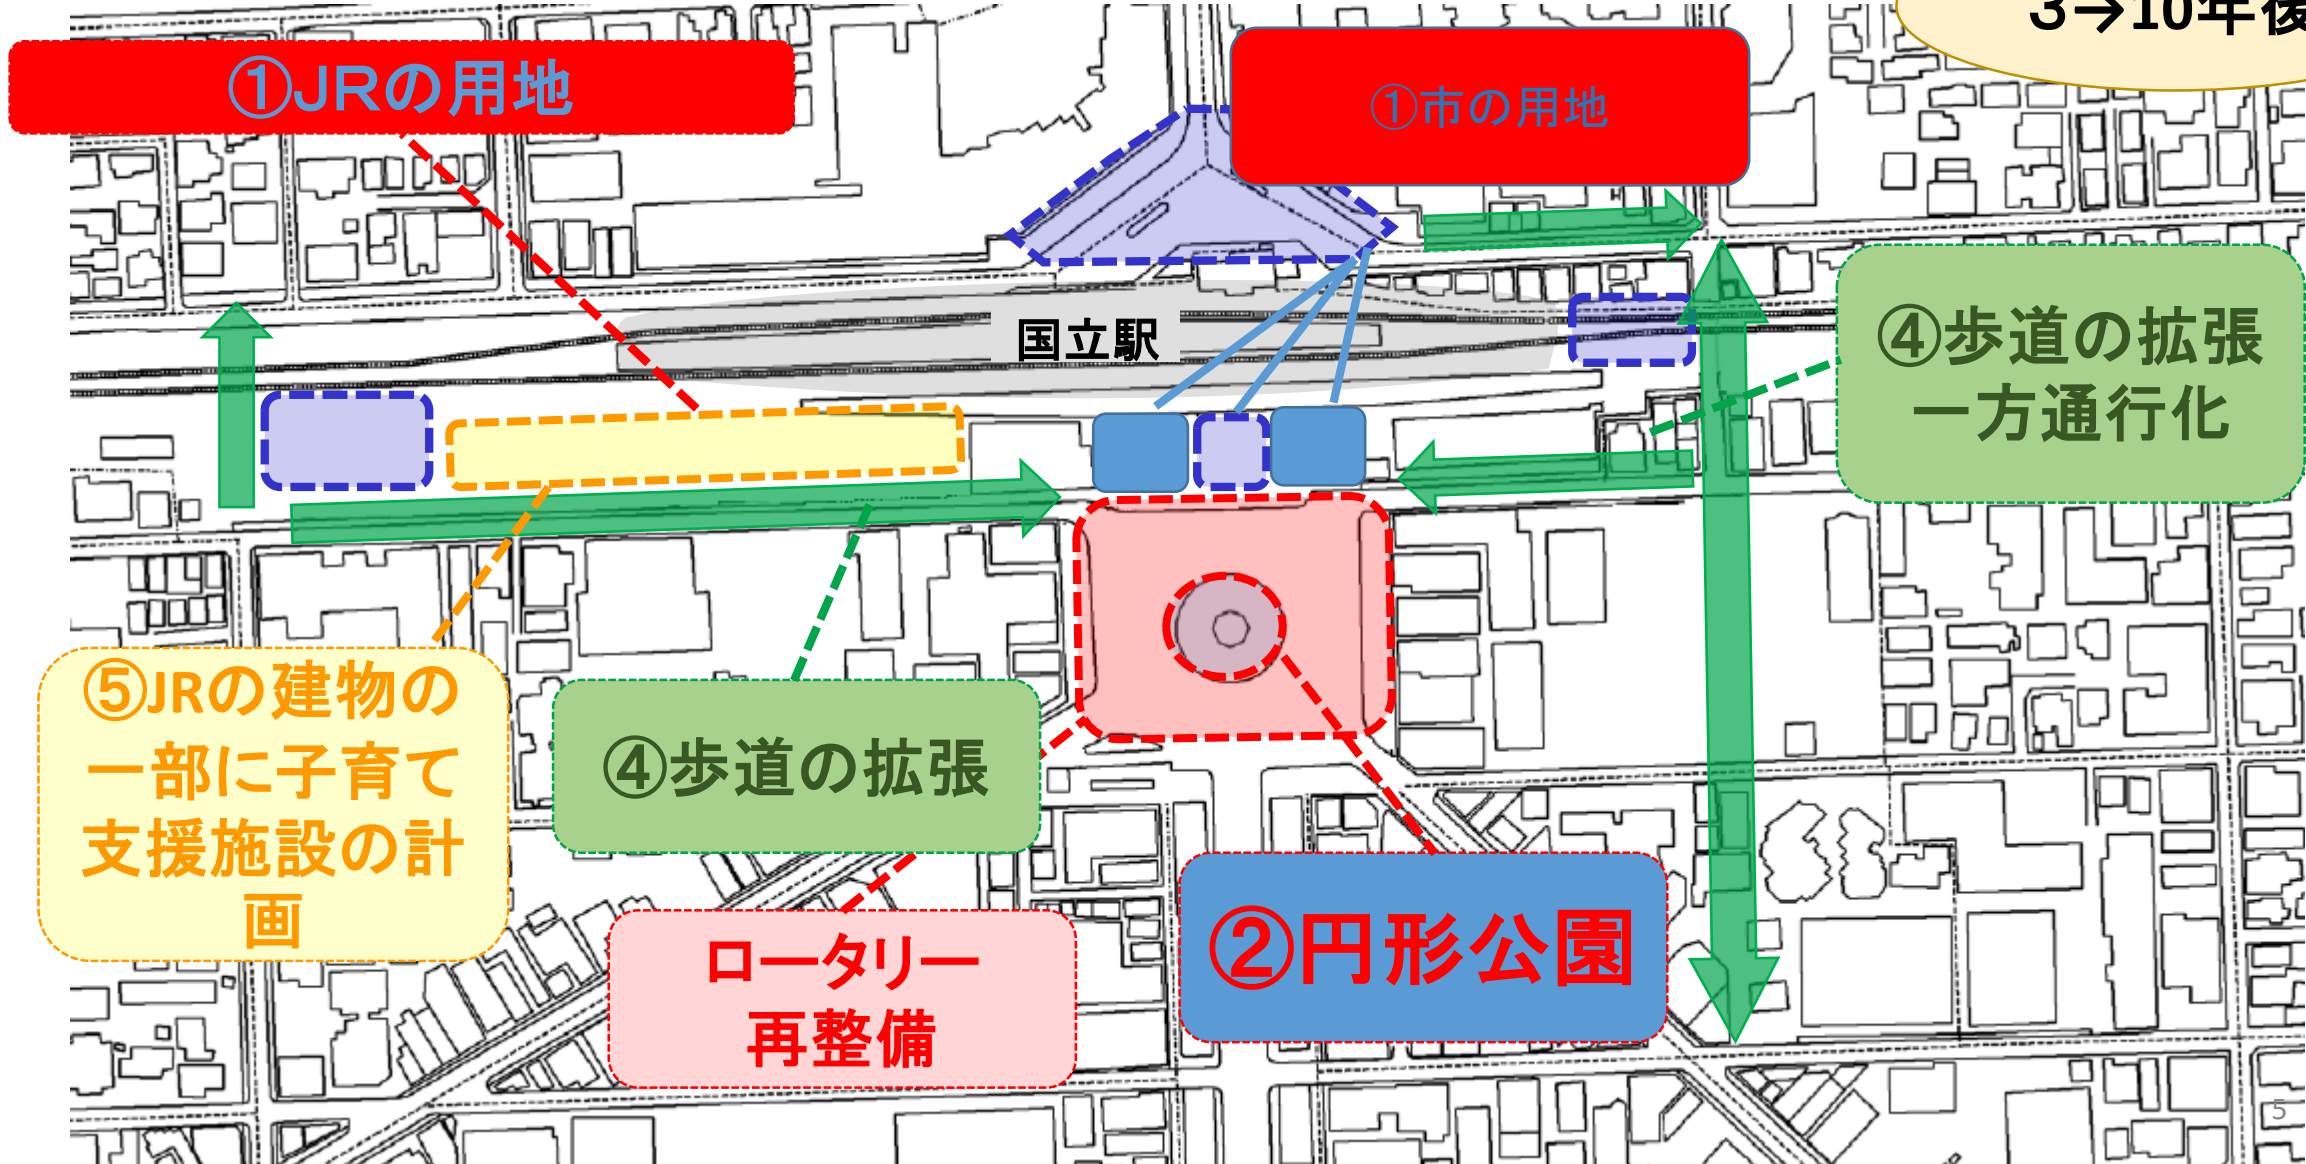 3→10年後
①JRの用地
①市の用地
国立駅
④歩道の拡張
一方通行化
⑤JRの建物の
一部に子育て
支援施設の計
画
④歩道の拡張
ロータリー
再整備
②円形公園
5